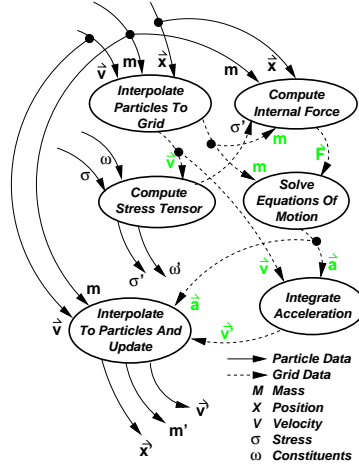 v m x m x
Interpolate
Particles To
Grid
Compute
Internal Force
σ' m
ω v m F
σ
Compute
Stress Tensor
Solve
Equations Of
Motion
σ' ω'
m v a
v a
Interpolate
To Particles And
Update
Integrate
Acceleration
v'
Particle Data
Grid Data
v'
m'
x'
M Mass
X Position
V Velocity
σ Stress
ω Constituents